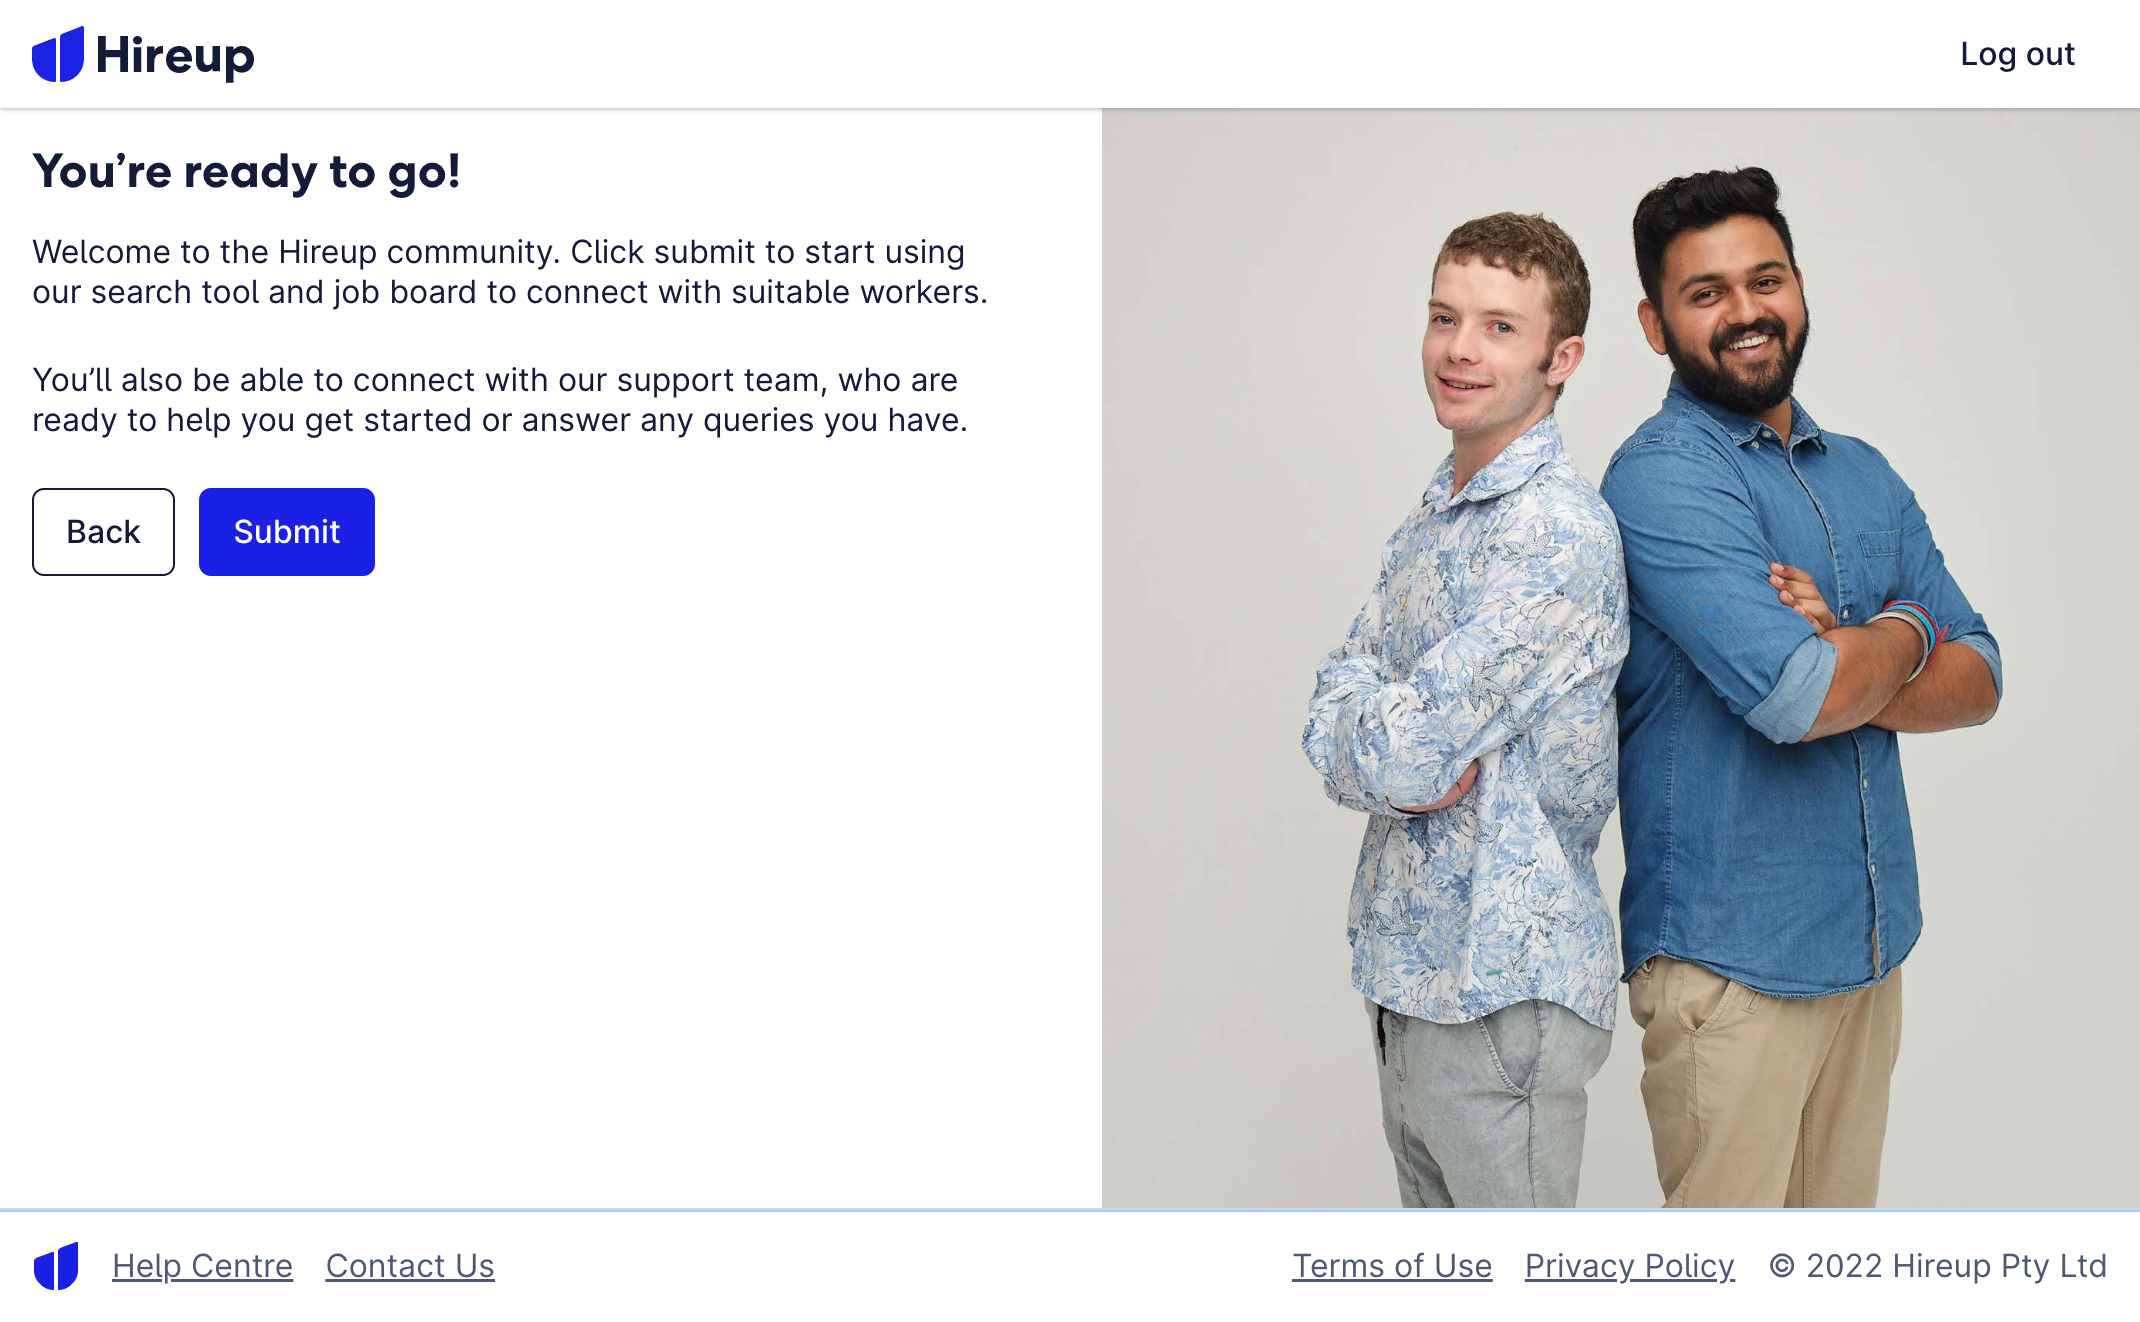 Hireup
Log out
You’re ready to go!
Welcome to the Hireup community. Click submit to start using
our search tool and job board to connect with suitable workers.
You’ll also be able to connect with our support team, who are
ready to help you get started or answer any queries you have.
Back
Submit
Help Centre
Contact Us
Terms of Use
Privacy Policy
© 2022 Hireup Pty Ltd